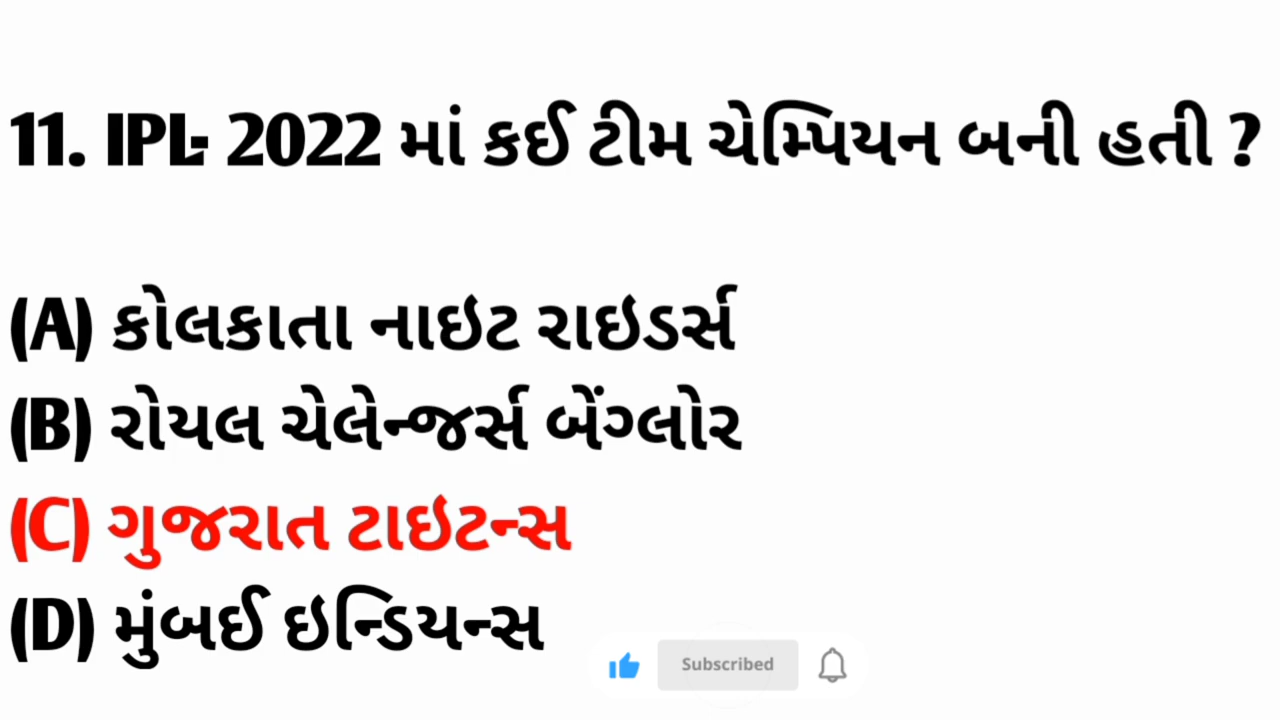 11. IPL- 2022 માં કઈ ટીમ ચેમ્પિયન બની હતી ?
(A) કોલકાતા નાઇટ રાઇડર્સ
(B) રોયલ ચેલેન્જર્સ બેંગ્લોર
(C) ગુજરાત ટાઇટન્સ
(D) મુંબઈ ઇન્ડિયન્સ
Subscribed